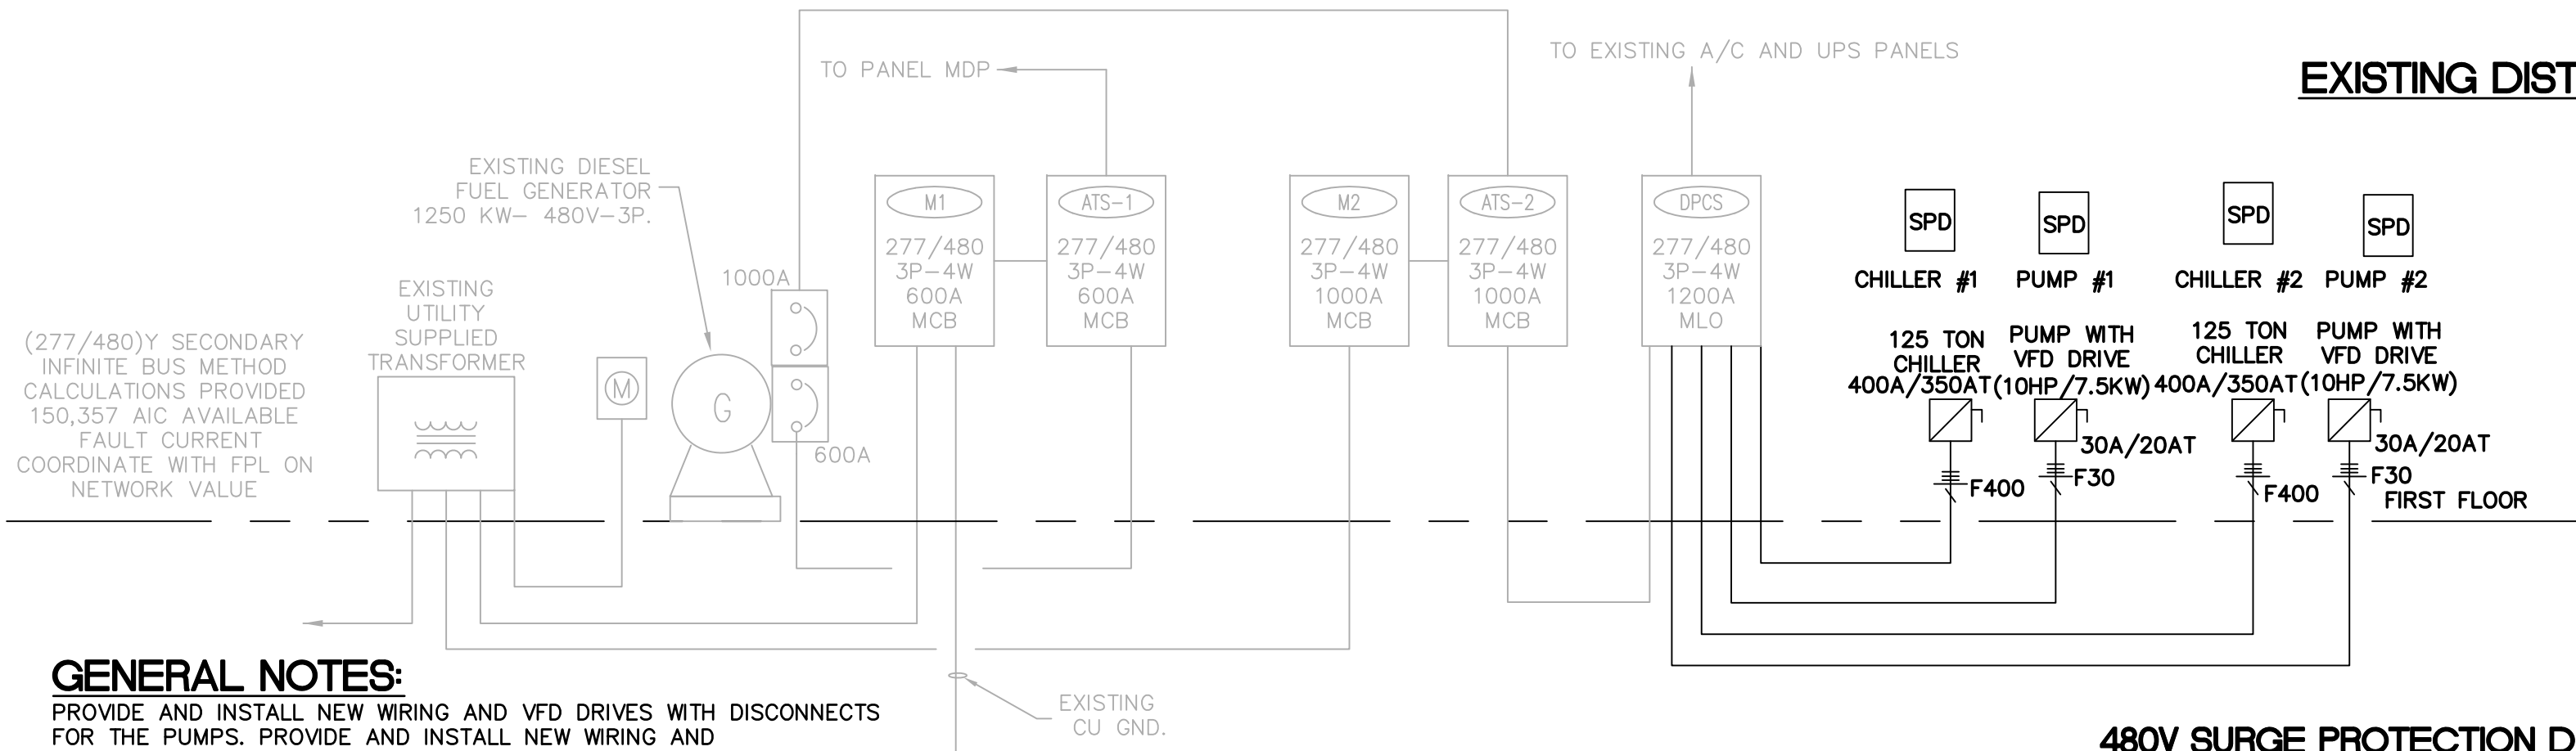 TO PANEL MDP
TO EXISTING A/C AND UPS PANELS
EXISTING DIST
EXISTING DIESEL
FUEL GENERATOR
1250 KW- 480V-3P.
(277/480)Y SECONDARY
INFINITE BUS METHOD
CALCULATIONS PROVIDED
150,357 AIC AVAILABLE
FAULT CURRENT
COORDINATE WITH FPL ON
NETWORK VALUE
EXISTING
UTILITY
SUPPLIED
TRANSFORMER
M
G
1000A
600A
M1
277/480
3P-4W
600A
MCB
ATS-1
277/480
3P-4W
600A
MCB
M2
277/480
3P-4W
1000A
MCB
ATS-2
277/480
3P-4W
1000A
MCB
DPCS
277/480
3P-4W
1200A
MLO
SPD
CHILLER #1
125 TON
CHILLER
400A/350AT
F400
SPD
PUMP #1
PUMP WITH
VFD DRIVE
(10HP/7.5KW)
30A/20AT
F30
SPD
CHILLER #2
125 TON
CHILLER
400A/350AT
F400
SPD
PUMP #2
PUMP WITH
VFD DRIVE
(10HP/7.5KW)
30A/20AT
F30
FIRST FLOOR
GENERAL NOTES:
PROVIDE AND INSTALL NEW WIRING AND VFD DRIVES WITH DISCONNECTS
FOR THE PUMPS. PROVIDE AND INSTALL NEW WIRING AND
EXISTING
CU GND.
480V SURGE PROTECTION D